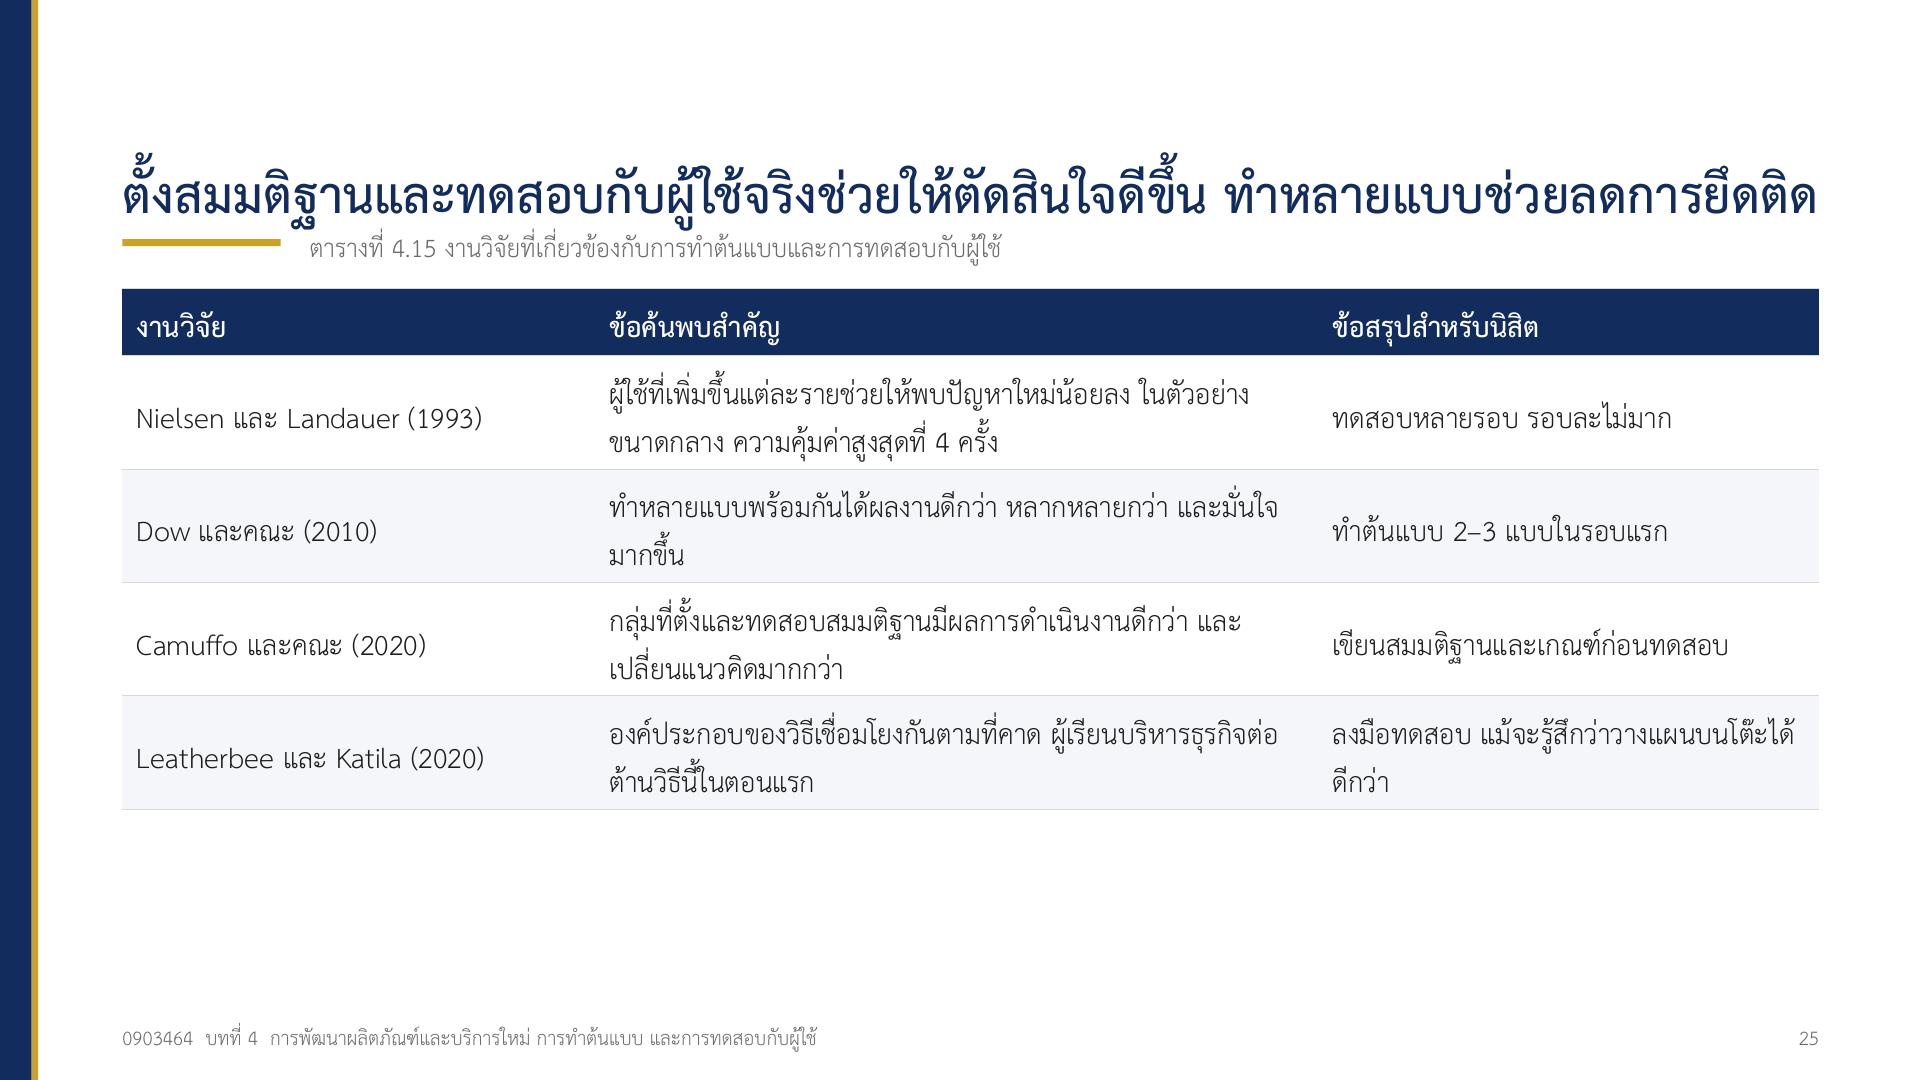 ตั้งสมมติฐานและทดสอบกับผู้ใช้จริงช่วยให้ตัดสินใจดีขึ้น ทำหลายแบบช่วยลดการยึดติด
ตารางที่ 4.15 งานวิจัยที่เกี่ยวข้องกับการทำต้นแบบและการทดสอบกับผู้ใช้
งานวิจัย ข้อค้นพบสำคัญ ข้อสรุปสำหรับนิสิต
Nielsen และ Landauer (1993)
ผู้ใช้ที่เพิ่มขึ้นแต่ละรายช่วยให้พบปัญหาใหม่น้อยลง ในตัวอย่าง
ขนาดกลาง ความคุ้มค่าสูงสุดที่ 4 ครั้ง
ทดสอบหลายรอบ รอบละไม่มาก
Dow และคณะ (2010)
ทำหลายแบบพร้อมกันได้ผลงานดีกว่า หลากหลายกว่า และมั่นใจ
มากขึ้น
ทำต้นแบบ 2–3 แบบในรอบแรก
Camuffo และคณะ (2020)
กลุ่มที่ตั้งและทดสอบสมมติฐานมีผลการดำเนินงานดีกว่า และ
เปลี่ยนแนวคิดมากกว่า
เขียนสมมติฐานและเกณฑ์ก่อนทดสอบ
Leatherbee และ Katila (2020)
องค์ประกอบของวิธีเชื่อมโยงกันตามที่คาด ผู้เรียนบริหารธุรกิจต่อ
ต้านวิธีนี้ในตอนแรก
ลงมือทดสอบ แม้จะรู้สึกว่าวางแผนบนโต๊ะได้
ดีกว่า
0903464 บทที่ 4 การพัฒนาผลิตภัณฑ์และบริการใหม่ การทำต้นแบบ และการทดสอบกับผู้ใช้
25